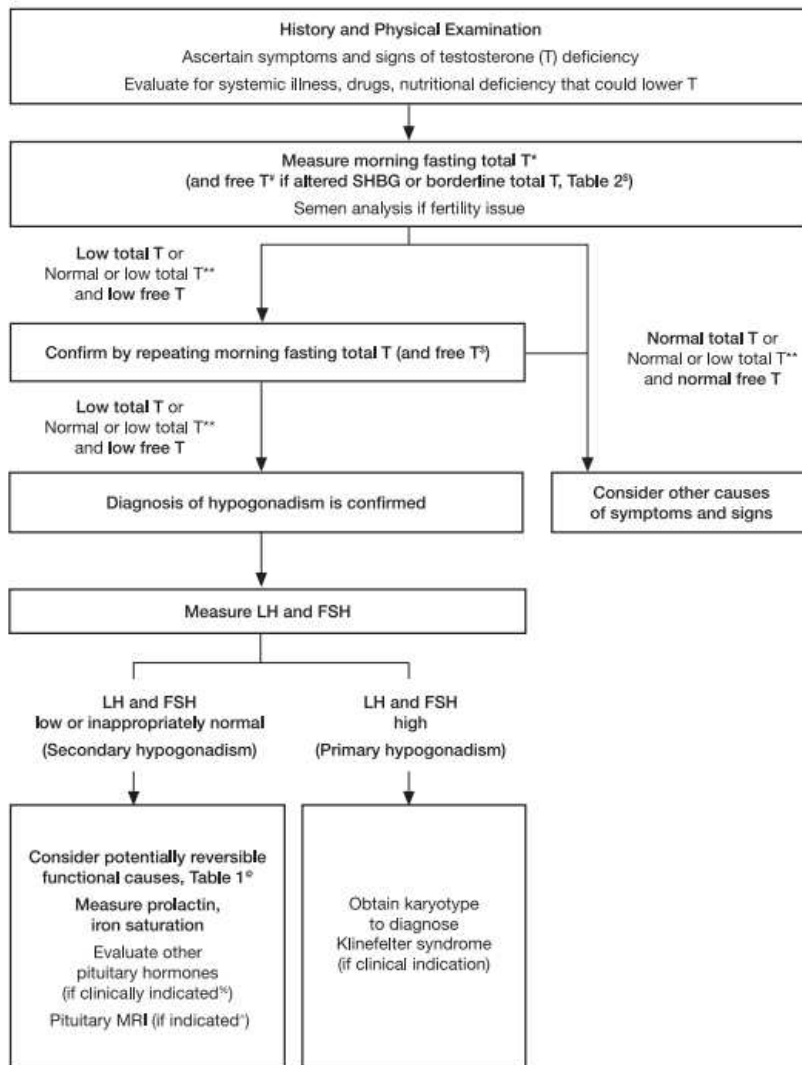 History and Physical Examination
Ascertain symptoms and signs of testosterone (T) deficiency
Evaluate for systemic illness, drugs, nutritional deficiency that could lower T
Measure morning fasting total T*
(and free T# if altered SHBG or borderline total T, Table 2$)
Semen analysis if fertility issue
Low total T or
Normal or low total T**
and low free T
Confirm by repeating morning fasting total T (and free T$)
Normal total T or
Normal or low total T**
and normal free T
Low total T or
Normal or low total T**
and low free T
Diagnosis of hypogonadism is confirmed
Consider other causes
of symptoms and signs
Measure LH and FSH
LH and FSH
low or inappropriately normal
(Secondary hypogonadism)
LH and FSH
high
(Primary hypogonadism)
Consider potentially reversible
functional causes, Table 1@
Measure prolactin,
iron saturation
Evaluate other
pituitary hormones
(if clinically indicated%)
Pituitary MRI (if indicated^)
Obtain karyotype
to diagnose
Klinefelter syndrome
(if clinical indication)